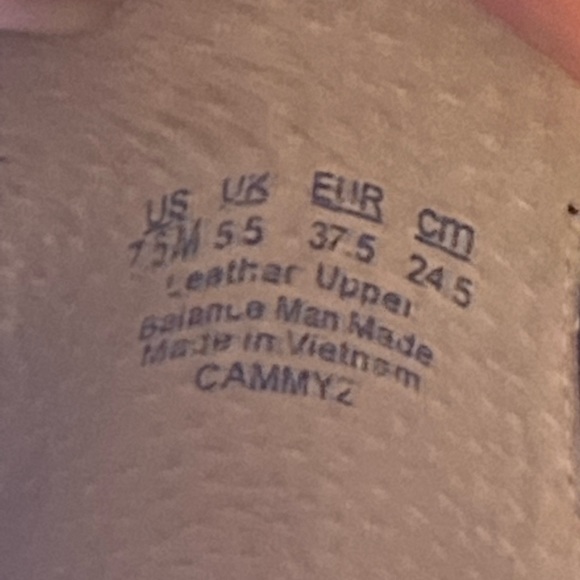 US UK EUR cm
7.5M 5.5 37.5 24.5
Leather Upper
Balance Man Made
Made in Vietnam
CAMMY2